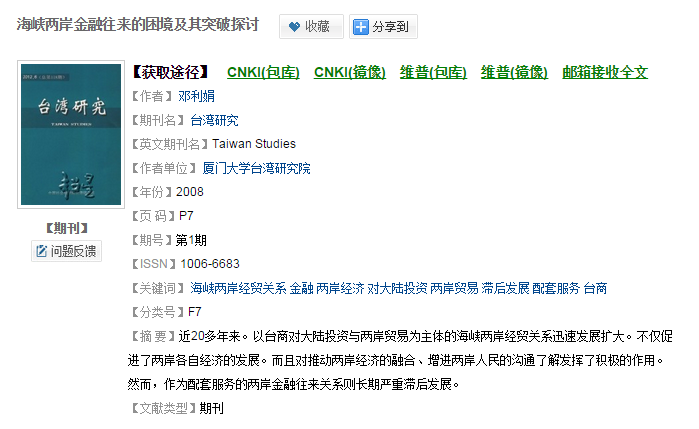 海峡两岸金融往来的困境及其突破探讨 收藏 分享到
【获取途径】 CNKI(包库) CNKI(镜像) 维普(包库) 维普(镜像) 邮箱接收全文
台湾研究
TAIWAN STUDIES
【期刊】
问题反馈
【作者】 邓利娟
【期刊名】 台湾研究
【英文期刊名】 Taiwan Studies
【作者单位】 厦门大学台湾研究院
【年份】 2008
【页 码】 P7
【期号】 第1期
【ISSN】 1006-6683
【关键词】 海峡两岸经贸关系 金融 两岸经济 对大陆投资 两岸贸易 滞后发展 配套服务 台商
【分类号】 F7
【摘 要】 近20多年来。以台商对大陆投资与两岸贸易为主体的海峡两岸经贸关系迅速发展扩大。不仅促
进了两岸各自经济的发展。而且对推动两岸经济的融合、增进两岸人民的沟通了解发挥了积极的作用。
然而，作为配套服务的两岸金融往来关系则长期严重滞后发展。
【文献类型】 期刊